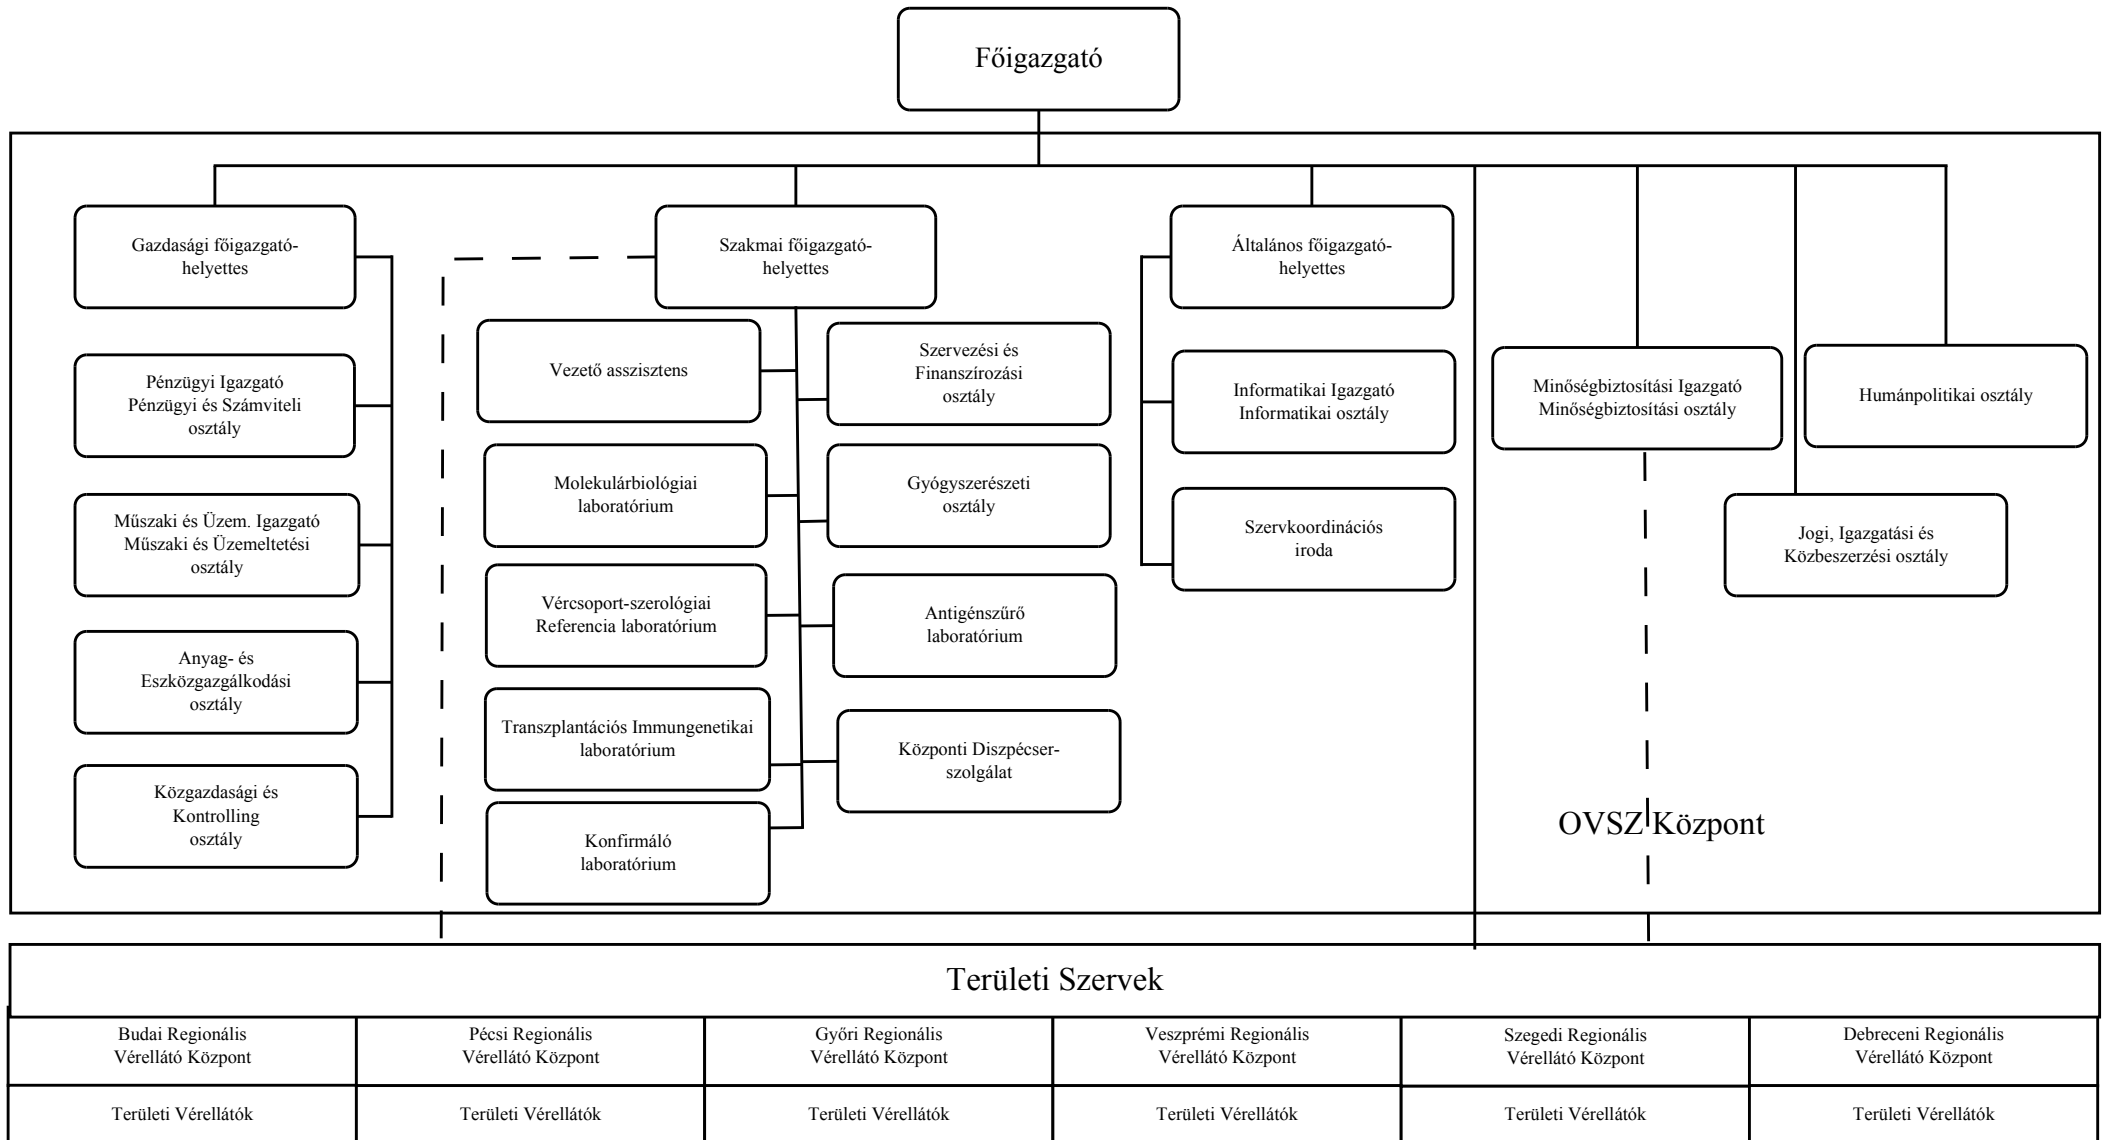 Főigazgató
Gazdasági főigazgató-
helyettes
Szakmai főigazgató-
helyettes
Általános főigazgató-
helyettes
Pénzügyi Igazgató
Pénzügyi és Számviteli
osztály
Műszaki és Üzem. Igazgató
Műszaki és Üzemeltetési
osztály
Anyag- és
Eszközgazgálkodási
osztály
Közgazdasági és
Kontrolling
osztály
Vezető asszisztens
Molekulárbiológiai
laboratórium
Vércsoport-szerológiai
Referencia laboratórium
Transzplantációs Immungenetikai
laboratórium
Konfirmáló
laboratórium
Szervezési és
Finanszírozási
osztály
Gyógyszerészeti
osztály
Antigénszűrő
laboratórium
Központi Diszpécser-
szolgálat
Informatikai Igazgató
Informatikai osztály
Szervkoordinációs
iroda
Minőségbiztosítási Igazgató
Minőségbiztosítási osztály
Humánpolitikai osztály
Jogi, Igazgatási és
Közbeszerzési osztály
OVSZ Központ
Területi Szervek
Budai Regionális
Vérellátó Központ
Pécsi Regionális
Vérellátó Központ
Győri Regionális
Vérellátó Központ
Veszprémi Regionális
Vérellátó Központ
Szegedi Regionális
Vérellátó Központ
Debreceni Regionális
Vérellátó Központ
Területi Vérellátók
Területi Vérellátók
Területi Vérellátók
Területi Vérellátók
Területi Vérellátók
Területi Vérellátók